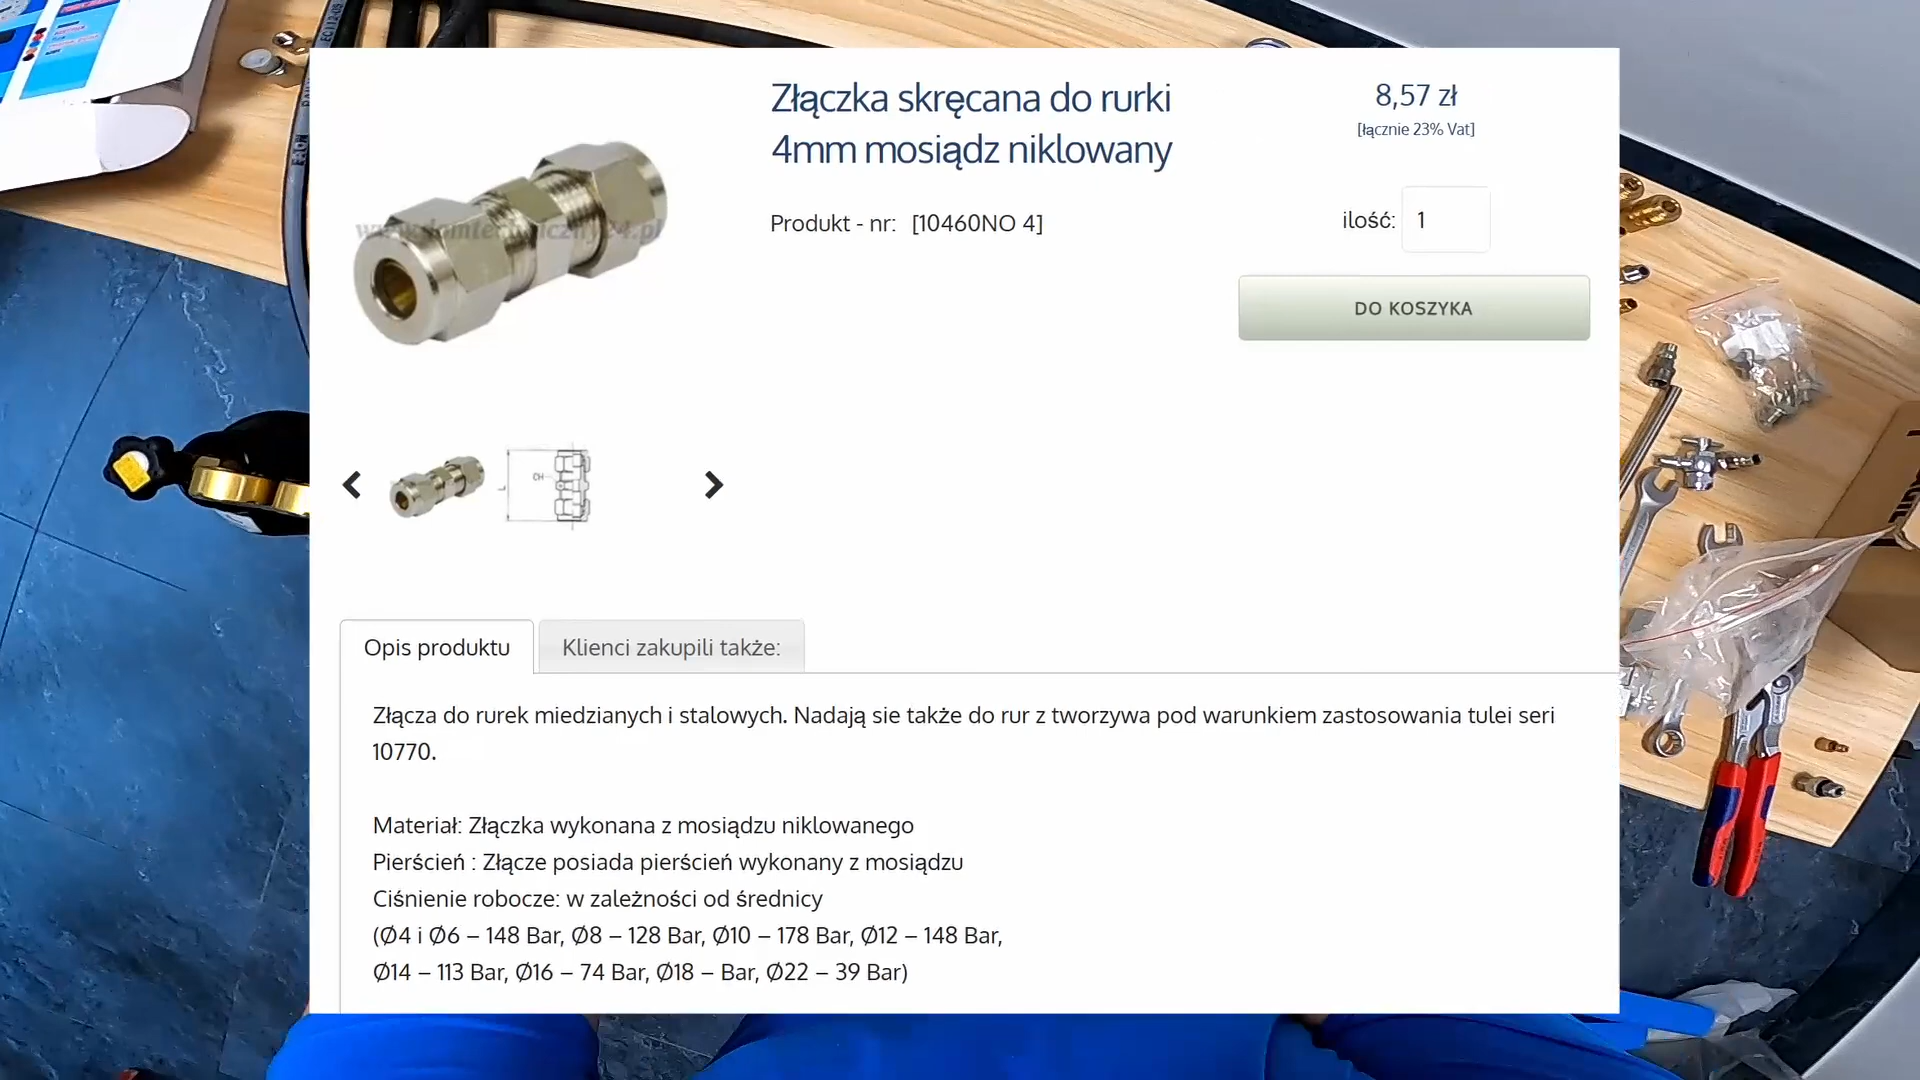 Złączka skręcana do rurki
4mm mosiądz niklowany
8,57 zł
[łącznie 23% Vat]
Produkt - nr: [10460NO 4]
ilość: 1
DO KOSZYKA
www.domtechniczny24.pl
CH
L
Opis produktu
Klienci zakupili także:
Złącza do rurek miedzianych i stalowych. Nadają sie także do rur z tworzywa pod warunkiem zastosowania tulei seri
10770.
Materiał: Złączka wykonana z mosiądzu niklowanego
Pierścień : Złącze posiada pierścień wykonany z mosiądzu
Ciśnienie robocze: w zależności od średnicy
(Ø4 i Ø6 – 148 Bar, Ø8 – 128 Bar, Ø10 – 178 Bar, Ø12 – 148 Bar,
Ø14 – 113 Bar, Ø16 – 74 Bar, Ø18 – Bar, Ø22 – 39 Bar)